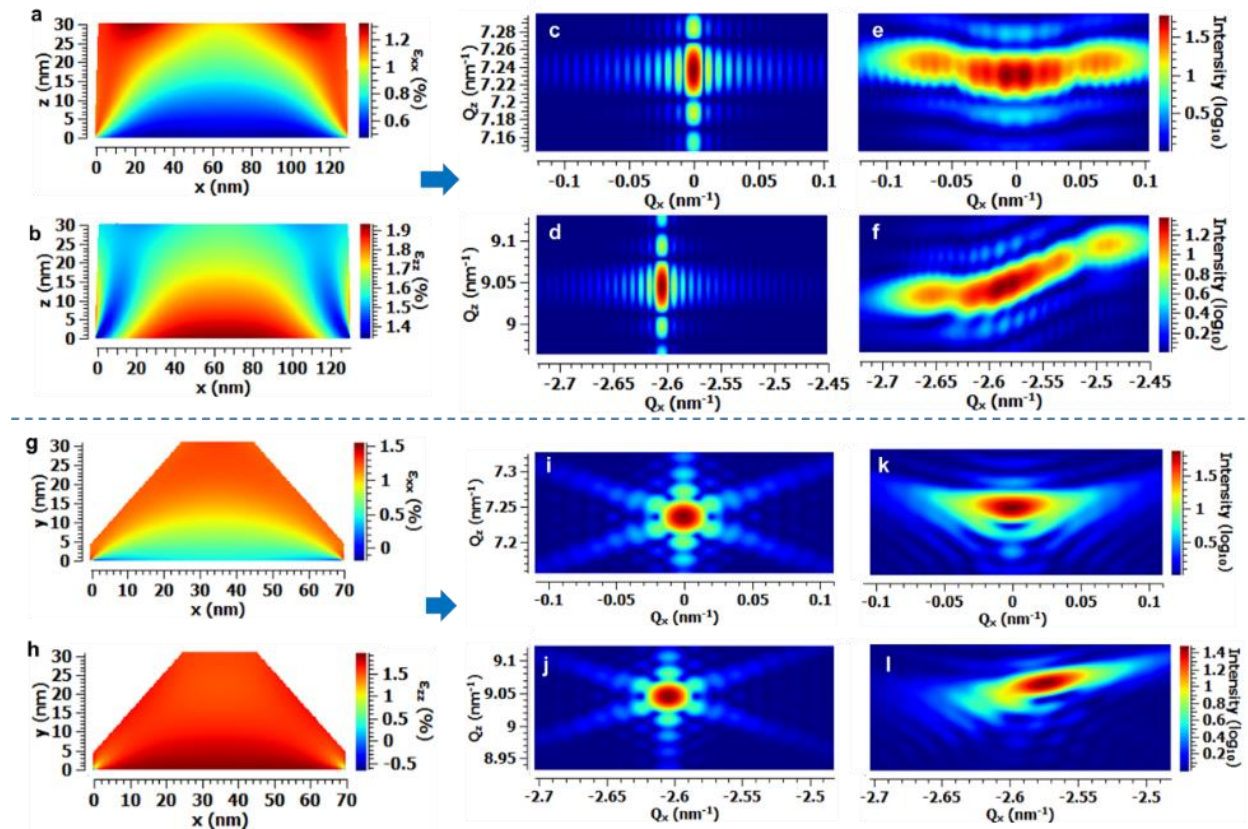 a
z (nm)
30
25
20
15
10
5
0
0 20 40 60 80 100 120
x (nm)
1.2
1
0.8
0.6
εxx (%)
c
Qz (nm⁻¹)
7.28
7.26
7.24
7.22
7.20
7.18
7.16
-0.1 -0.05 0 0.05 0.1
Qx (nm⁻¹)
e
-0.1 -0.05 0 0.05 0.1
Qx (nm⁻¹)
1.5
1
0.5
Intensity (log₁₀)
b
z (nm)
30
25
20
15
10
5
0
0 20 40 60 80 100 120
x (nm)
1.9
1.8
1.7
1.6
1.5
1.4
εzz (%)
d
Qz (nm⁻¹)
9.1
9.05
9
-2.7 -2.65 -2.6 -2.55 -2.5 -2.45
Qx (nm⁻¹)
f
-2.7 -2.65 -2.6 -2.55 -2.5 -2.45
Qx (nm⁻¹)
1.2
1.0
0.8
0.6
0.4
0.2
Intensity (log₁₀)
g
y (nm)
30
25
20
15
10
5
0
0 10 20 30 40 50 60 70
x (nm)
1.5
1
0.5
0
εxx (%)
i
Qz (nm⁻¹)
7.3
7.2
-0.1 -0.05 0 0.05 0.1
Qx (nm⁻¹)
k
-0.1 -0.05 0 0.05 0.1
Qx (nm⁻¹)
1.5
1
0.5
Intensity (log₁₀)
h
y (nm)
30
25
20
15
10
5
0
0 10 20 30 40 50 60 70
x (nm)
1.5
1
0.5
0
-0.5
εzz (%)
j
Qz (nm⁻¹)
9.1
9.05
9
8.95
-2.7 -2.6 -2.5
Qx (nm⁻¹)
l
-2.7 -2.65 -2.6 -2.55 -2.5
Qx (nm⁻¹)
1.4
1.2
1.0
0.8
0.6
0.4
0.2
Intensity (log₁₀)